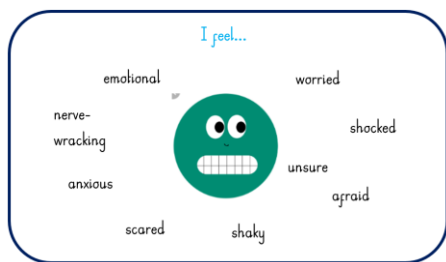 I feel...
emotional
worried
nerve-
wracking
shocked
unsure
anxious
afraid
scared
shaky